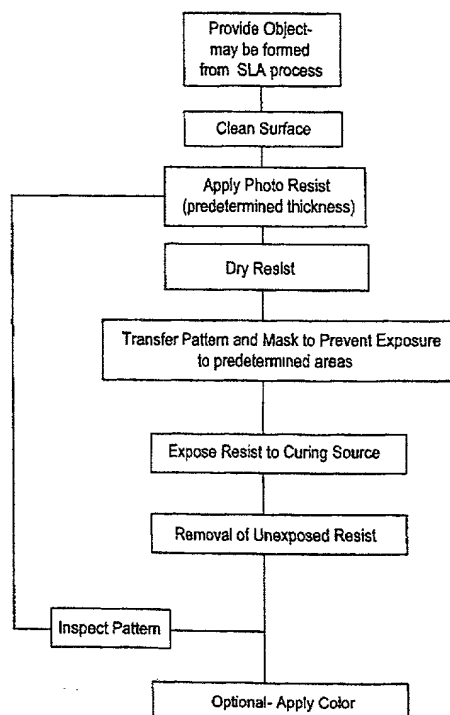 Provide Object-
may be formed
from SLA process
Clean Surface
Apply Photo Resist
(predetermined thickness)
Dry Resist
Transfer Pattern and Mask to Prevent Exposure
to predetermined areas
Expose Resist to Curing Source
Removal of Unexposed Resist
Inspect Pattern
Optional- Apply Color